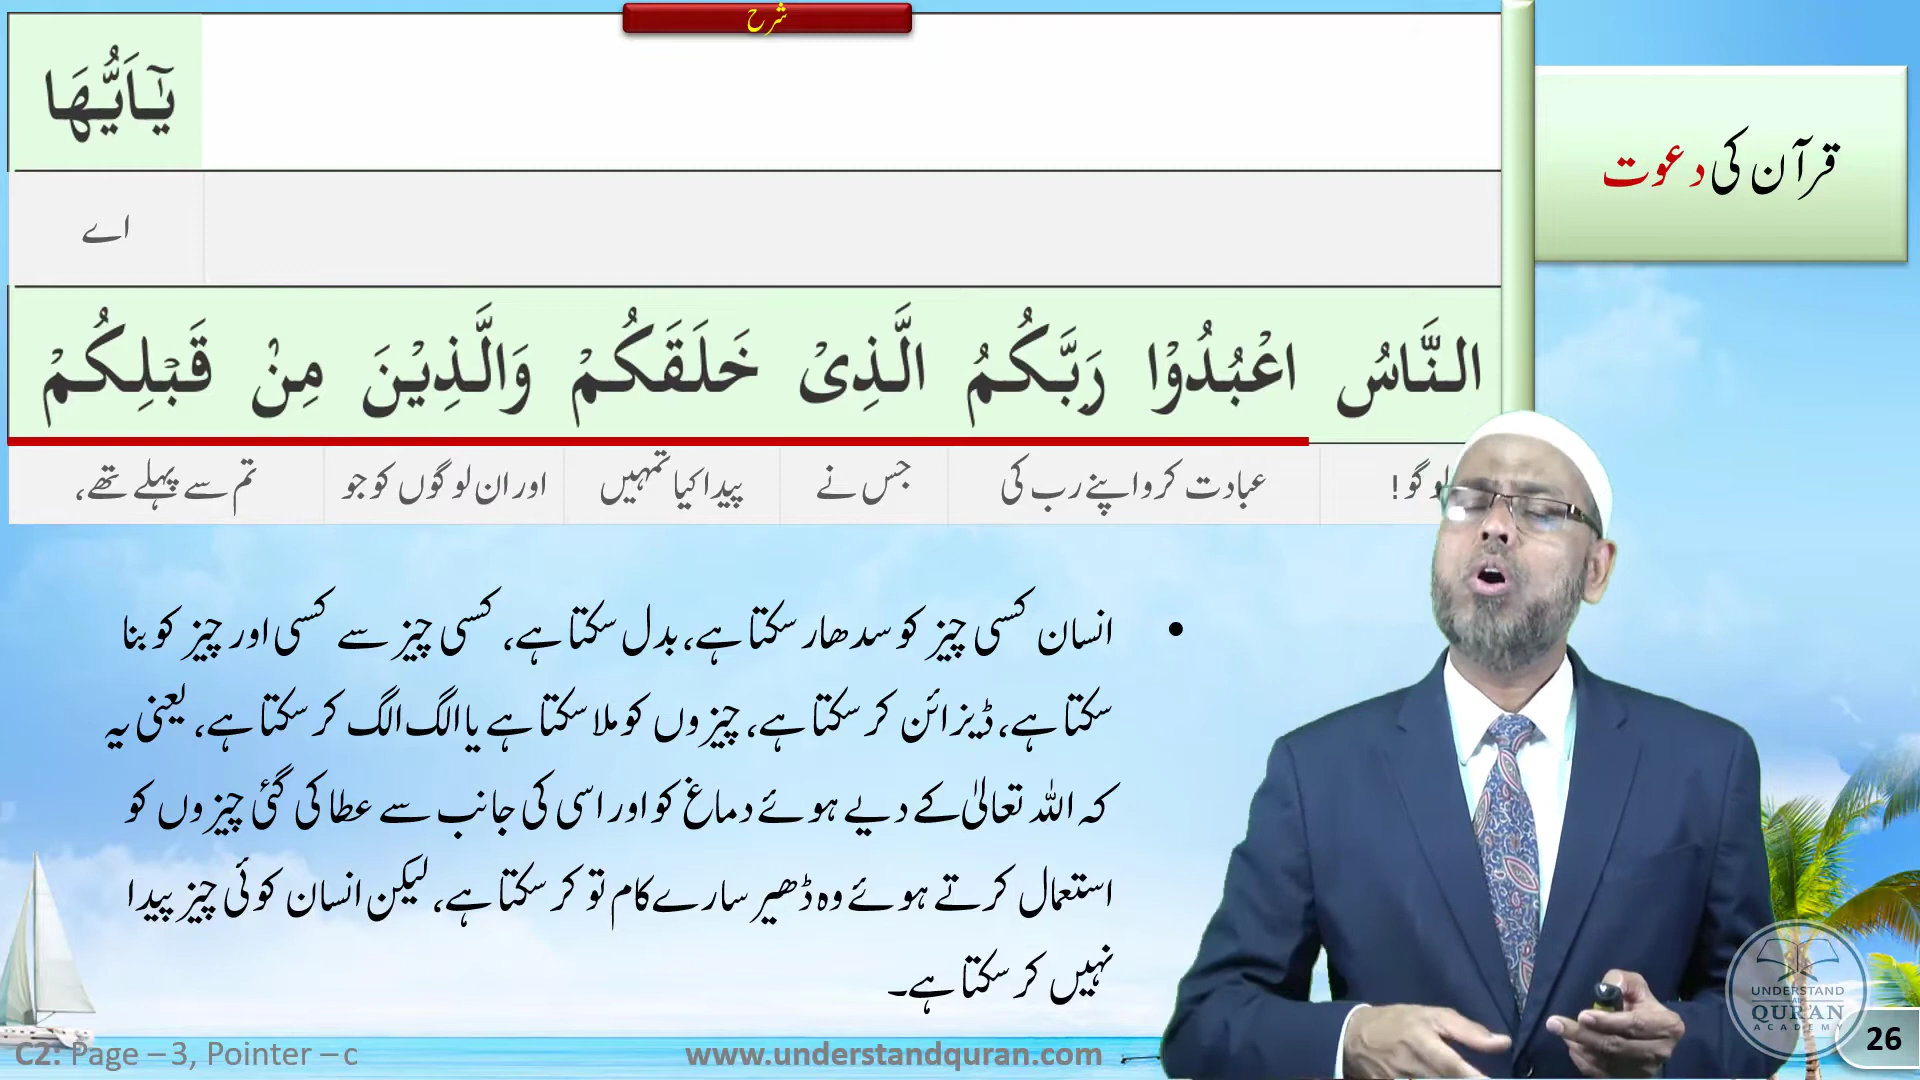 شرح
قرآن کی دعوت
يٰۤاَيُّهَا
اے
النَّاسُ اعْبُدُوْا رَبَّكُمُ الَّذِىْ خَلَقَكُمْ وَالَّذِيْنَ مِنْ قَبْلِكُمْ
لوگو! عبادت کرو اپنے رب کی جس نے پیدا کیا تمہیں اور ان لوگوں کو جو تم سے پہلے تھے،
• انسان کسی چیز کو سدھار سکتا ہے، بدل سکتا ہے، کسی چیز سے کسی اور چیز کو بنا
سکتا ہے، ڈیزائن کر سکتا ہے، چیزوں کو ملا سکتا ہے یا الگ الگ کر سکتا ہے، یعنی یہ
کہ اللہ تعالیٰ کے دیے ہوئے دماغ کو اور اسی کی جانب سے عطا کی گئی چیزوں کو
استعمال کرتے ہوئے وہ ڈھیر سارے کام تو کر سکتا ہے، لیکن انسان کوئی چیز پیدا
نہیں کر سکتا ہے۔
UNDERSTAND
QURAN
ACADEMY
C2: Page – 3, Pointer – c
www.understandquran.com
26